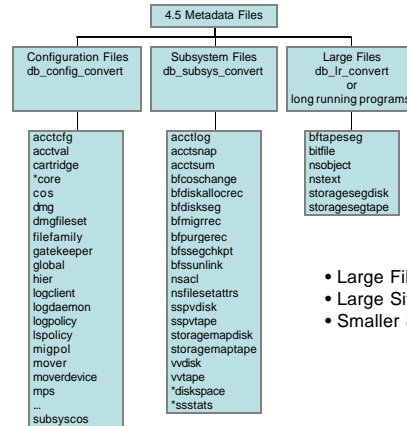 4.5 Metadata Files
Configuration Files
db_config_convert
Subsystem Files
db_subsys_convert
Large Files
db_lr_convert
or
long running programs
acctcfg
acctval
cartridge
*core
cos
dmg
dmgfileset
filefamily
gatekeeper
global
hier
logclient
logdaemon
logpolicy
lspolicy
migpol
mover
moverdevice
mps
...
subsyscos
acctlog
acctsnap
acctsum
bfcoschange
bfdiskallocrec
bfdiskseg
bfmigrrec
bfpurgerec
bfssegchkpt
bfssunlink
nsacl
nsfilesetattrs
sspvdisk
sspvtape
storagemapdisk
storagemaptape
vvdisk
vvtape
*diskspace
*ssstats
bftapeseg
bitfile
nsobject
nstext
storagesegdisk
storagesegtape
• Large Fil
• Large Si
• Smaller